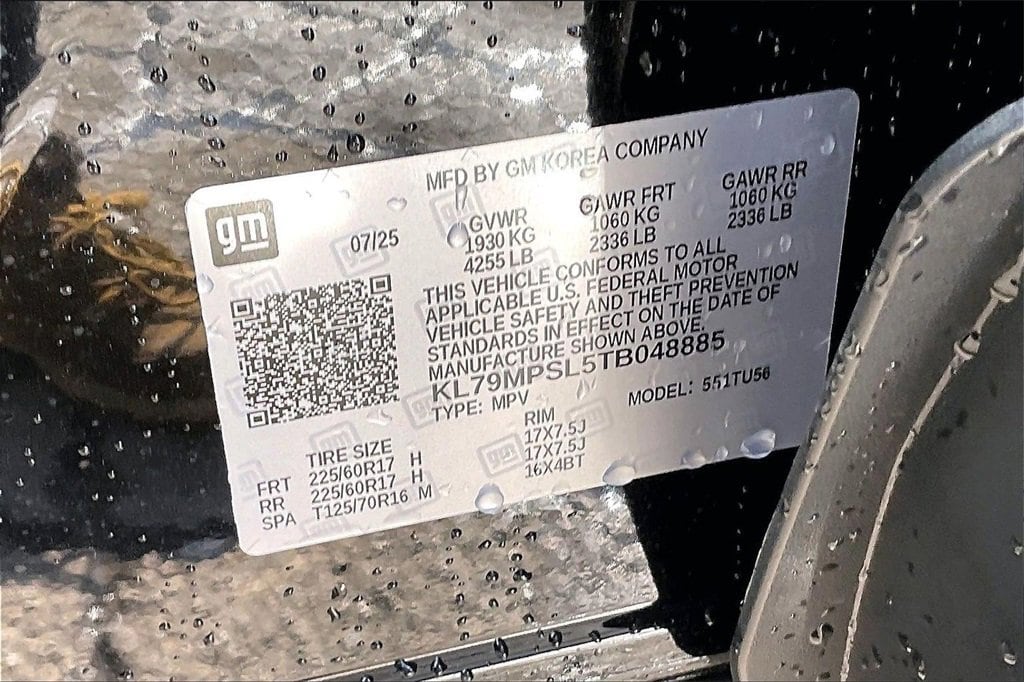 MFD BY GM KOREA COMPANY
gm
07/25
GVWR GAWR FRT GAWR RR
1930 KG 1060 KG 1060 KG
4255 LB 2336 LB 2336 LB
THIS VEHICLE CONFORMS TO ALL
APPLICABLE U.S. FEDERAL MOTOR
VEHICLE SAFETY AND THEFT PREVENTION
STANDARDS IN EFFECT ON THE DATE OF
MANUFACTURE SHOWN ABOVE.
KL79MPSL5TB048885
TYPE: MPV MODEL: 551TU56
TIRE SIZE RIM
FRT 225/60R17 H 17X7.5J
RR 225/60R17 H 17X7.5J
SPA T125/70R16 M 16X4BT